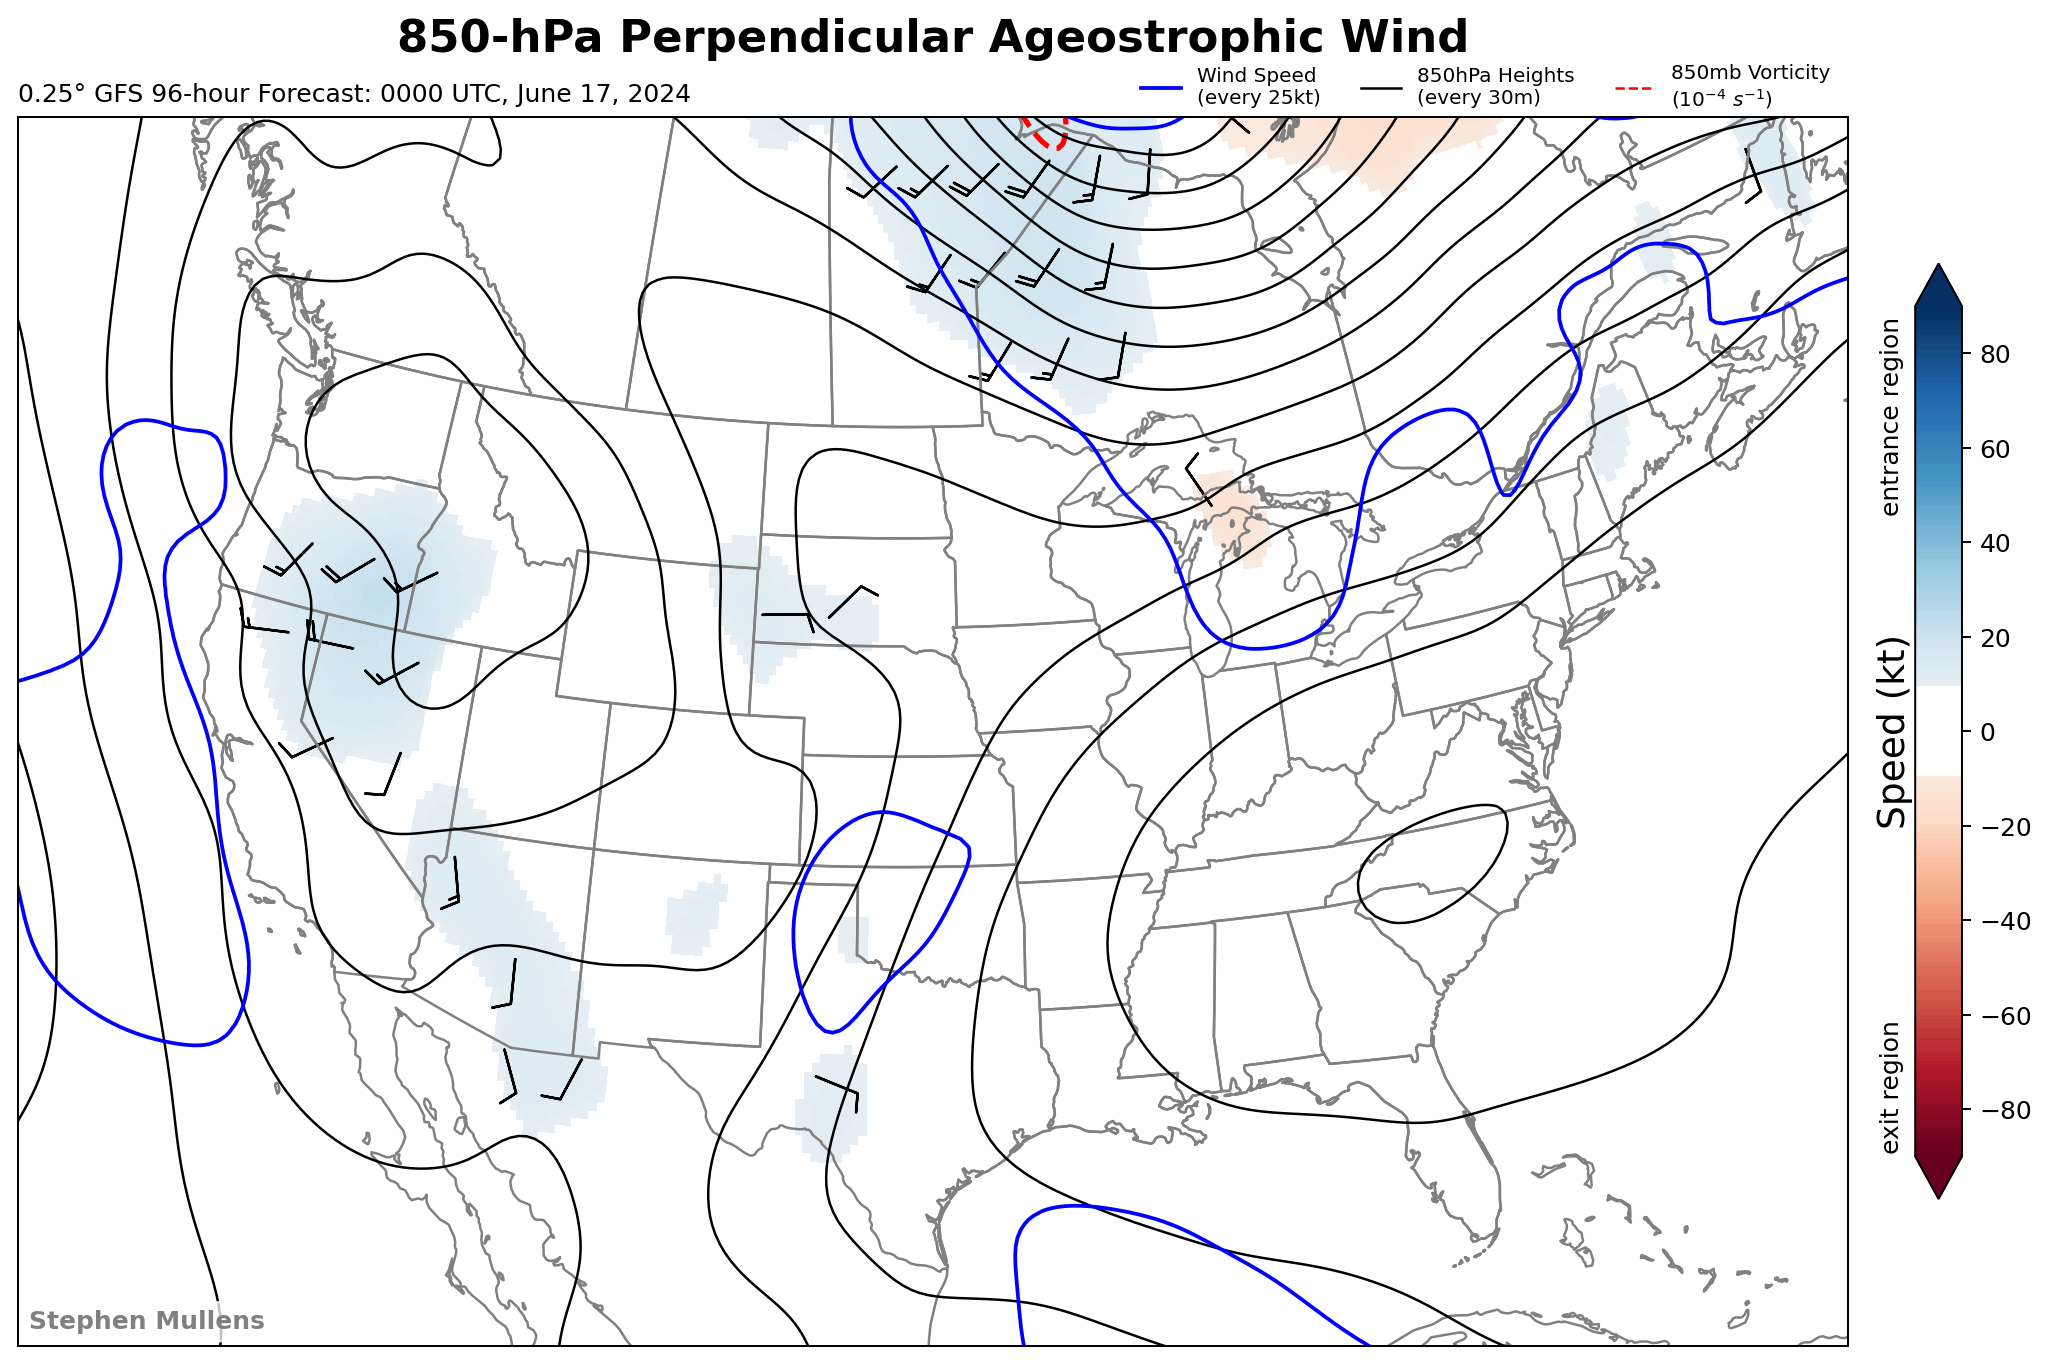 850-hPa Perpendicular Ageostrophic Wind
0.25° GFS 96-hour Forecast: 0000 UTC, June 17, 2024
Wind Speed
(every 25kt)
850hPa Heights
(every 30m)
850mb Vorticity
(10⁻⁴ s⁻¹)
entrance region
80
60
40
20
0
−20
−40
−60
−80
Speed (kt)
exit region
Stephen Mullens